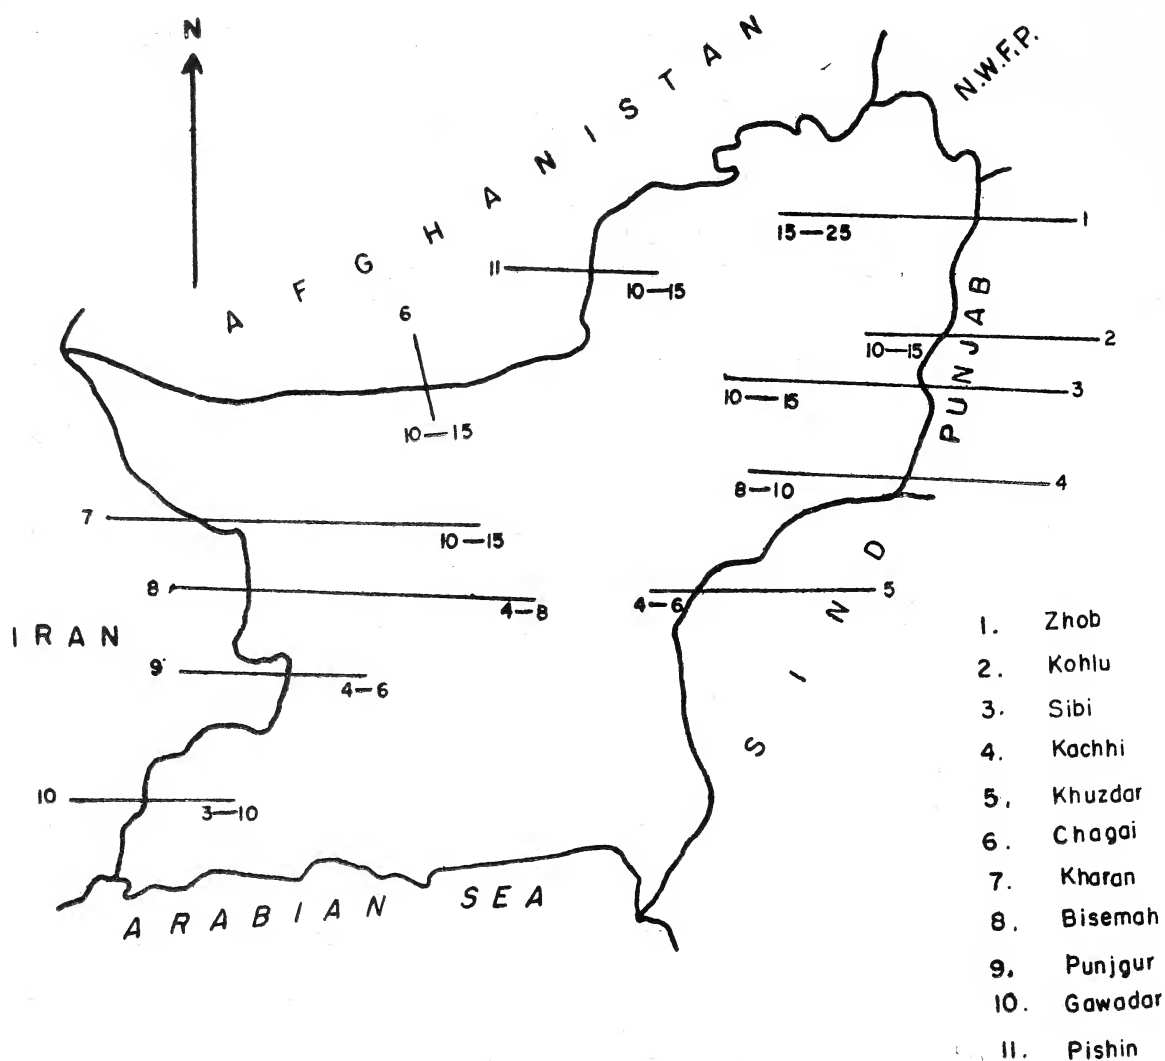 N
AFGHANISTAN
N.W.F.P.
1
15—25
11
10—15
6
10—15
2
10—15
PUNJAB
3
10—15
4
8—10
7
10—15
8
4—8
5
4—6
SIND
IRAN
9
4—6
10
3—10
ARABIAN SEA
1. Zhob
2. Kohlu
3. Sibi
4. Kachhi
5. Khuzdar
6. Chagai
7. Kharan
8. Bisemah
9. Punjgur
10. Gawadar
11. Pishin